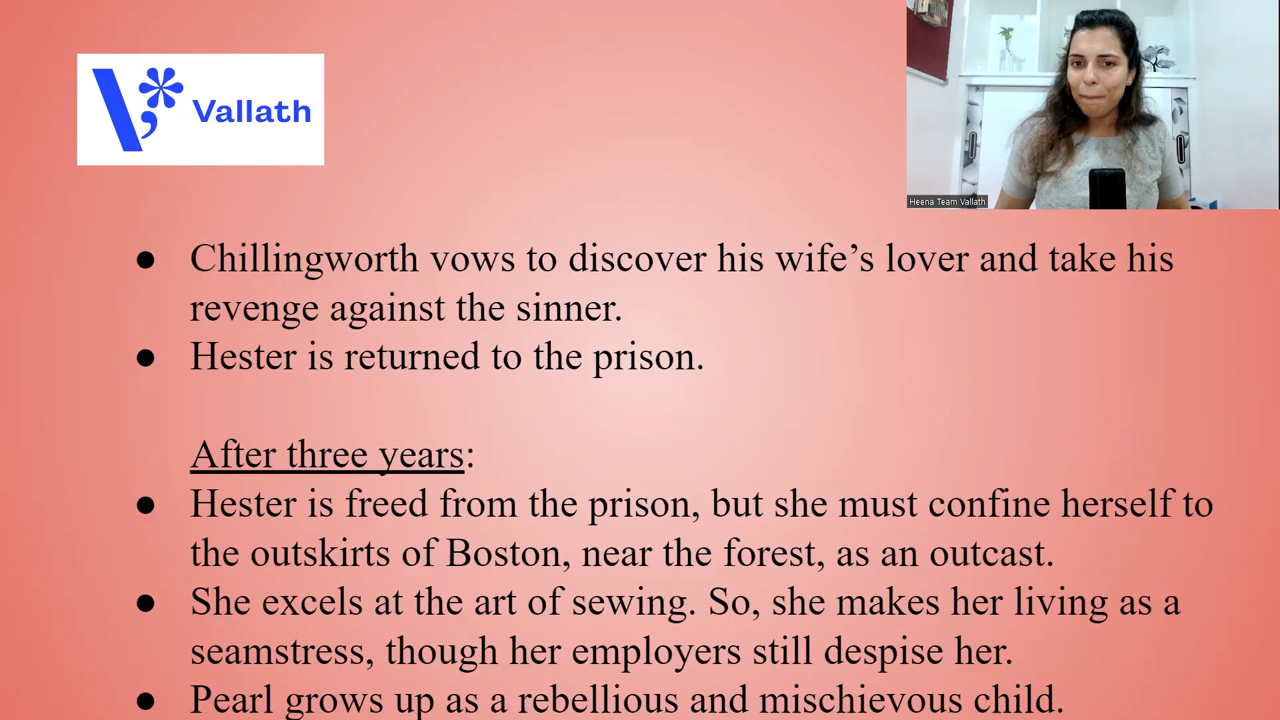 Vallath
Heena Team Vallath
● Chillingworth vows to discover his wife’s lover and take his
revenge against the sinner.
● Hester is returned to the prison.
After three years:
● Hester is freed from the prison, but she must confine herself to
the outskirts of Boston, near the forest, as an outcast.
● She excels at the art of sewing. So, she makes her living as a
seamstress, though her employers still despise her.
● Pearl grows up as a rebellious and mischievous child.